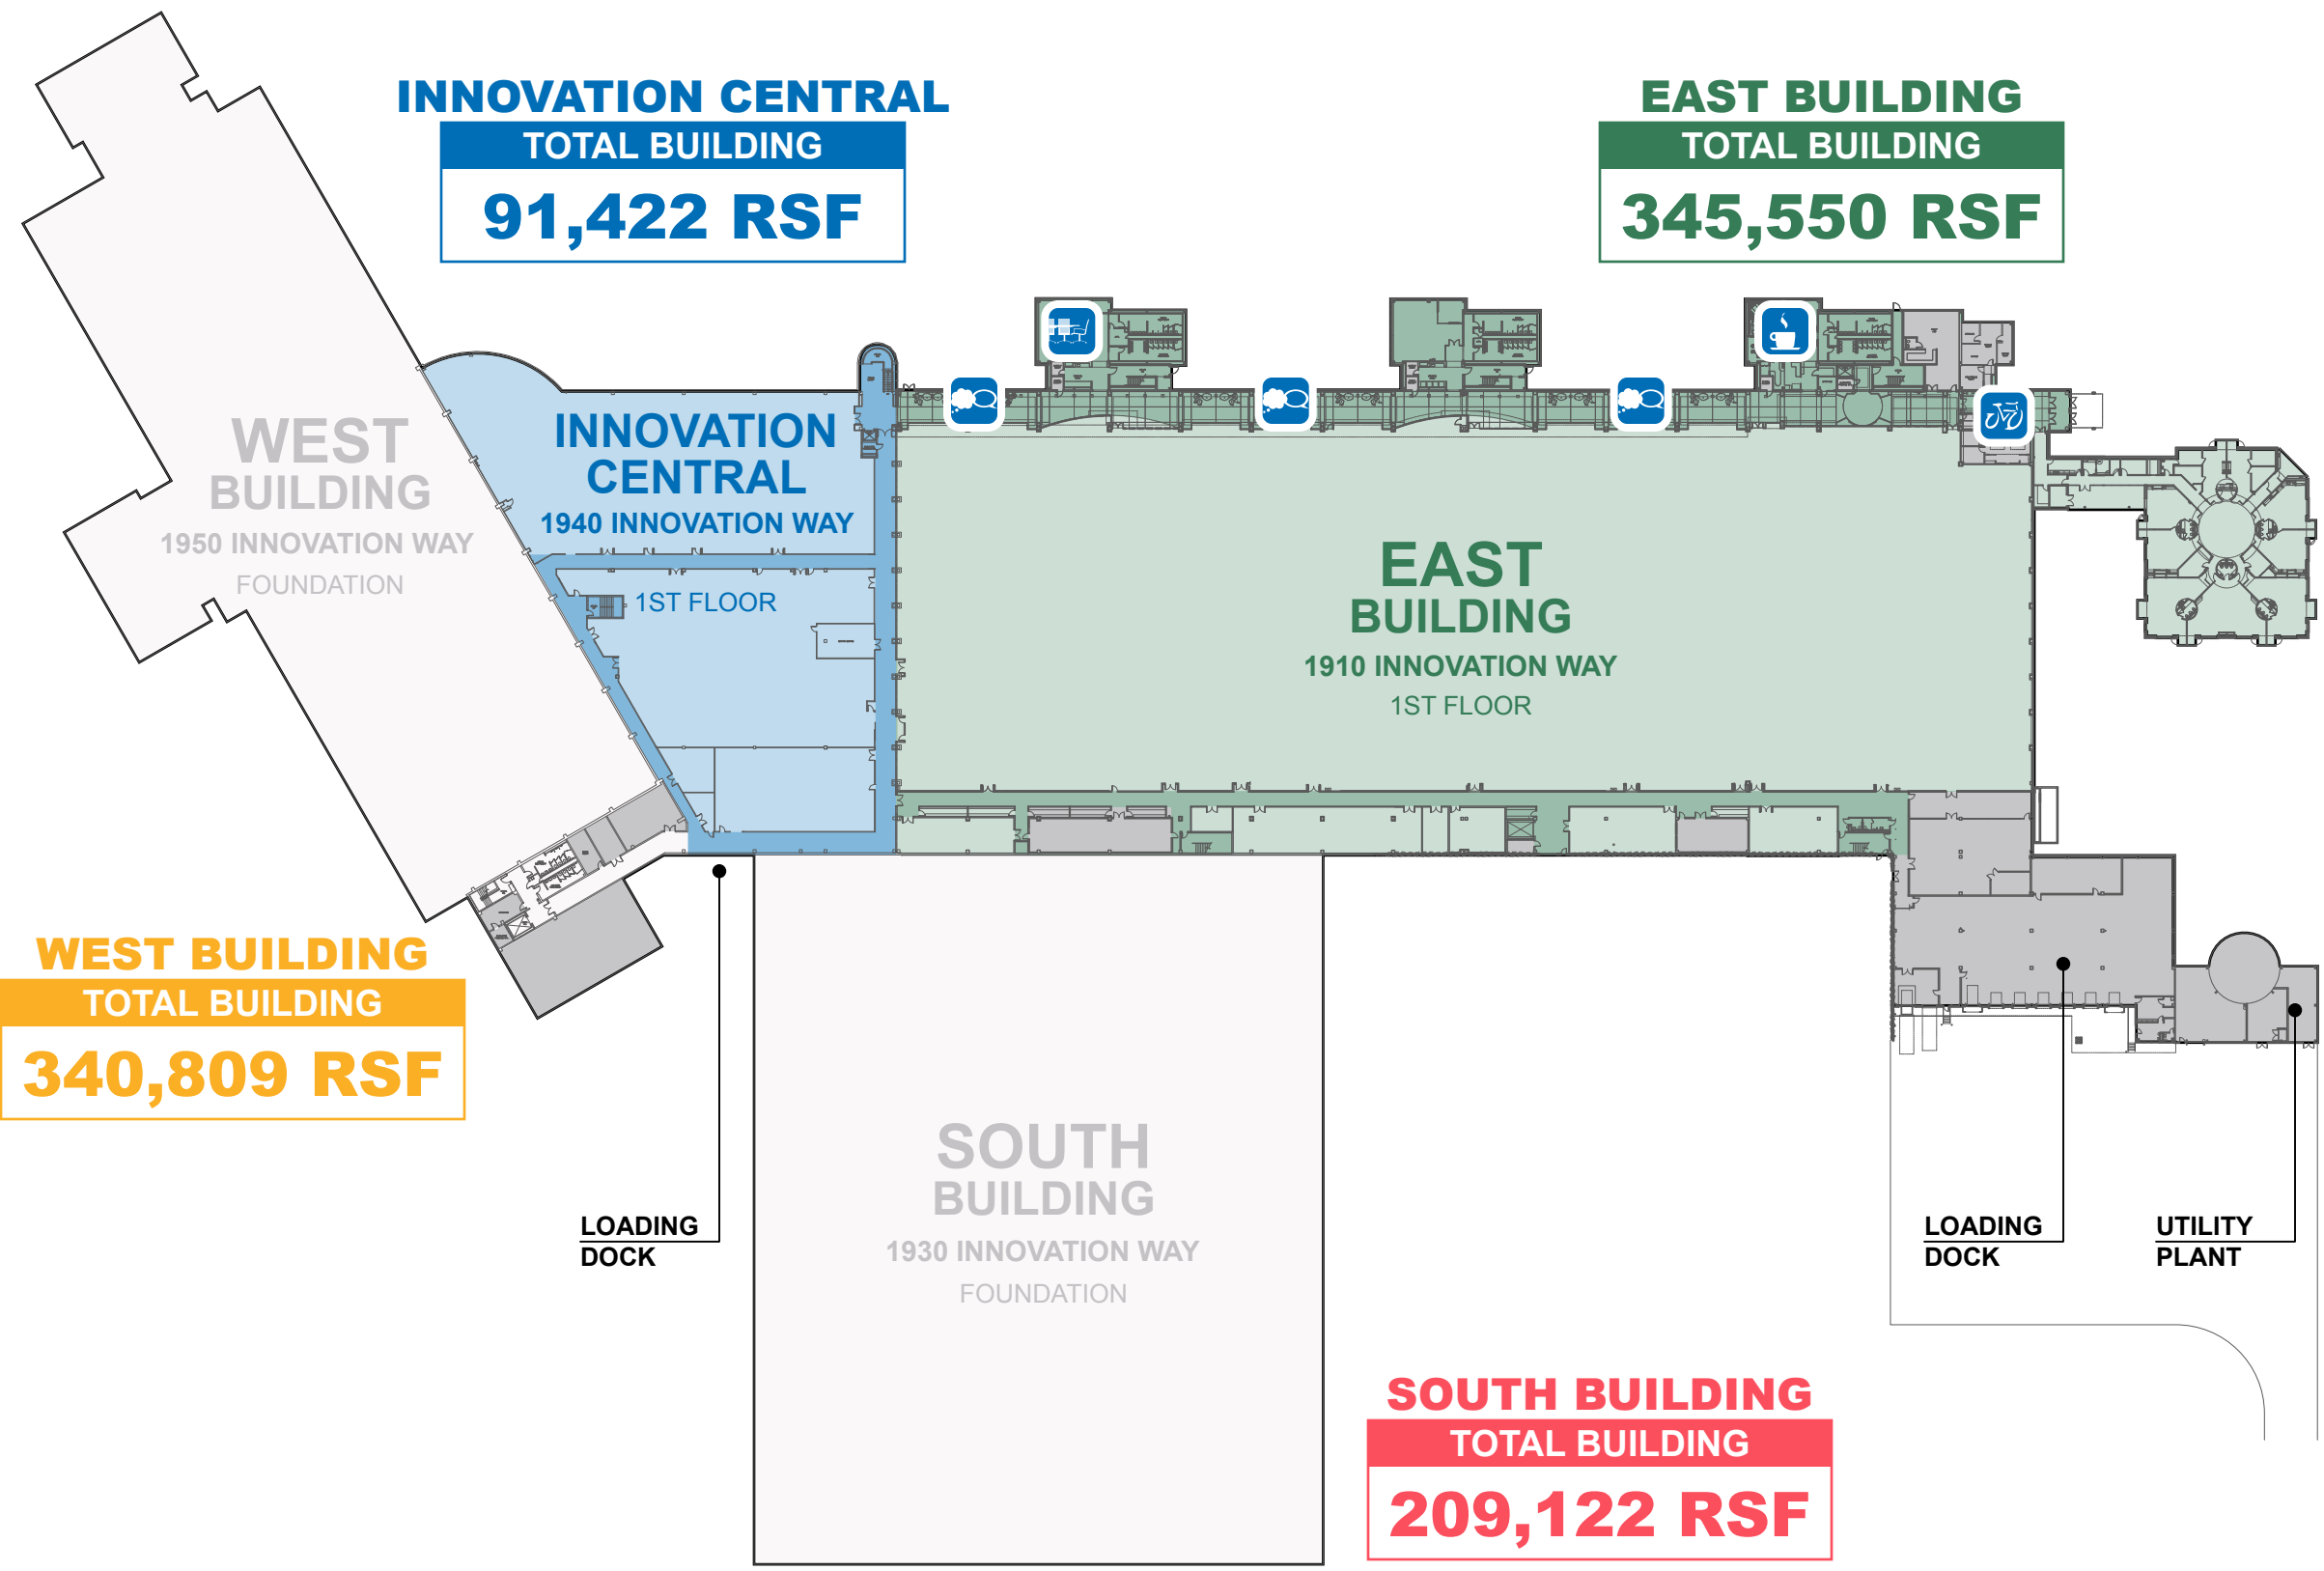 INNOVATION CENTRAL
TOTAL BUILDING
91,422 RSF
EAST BUILDING
TOTAL BUILDING
345,550 RSF
WEST
BUILDING
1950 INNOVATION WAY
FOUNDATION
INNOVATION
CENTRAL
1940 INNOVATION WAY
1ST FLOOR
EAST
BUILDING
1910 INNOVATION WAY
1ST FLOOR
WEST BUILDING
TOTAL BUILDING
340,809 RSF
SOUTH
BUILDING
1930 INNOVATION WAY
FOUNDATION
LOADING
DOCK
LOADING
DOCK
UTILITY
PLANT
SOUTH BUILDING
TOTAL BUILDING
209,122 RSF